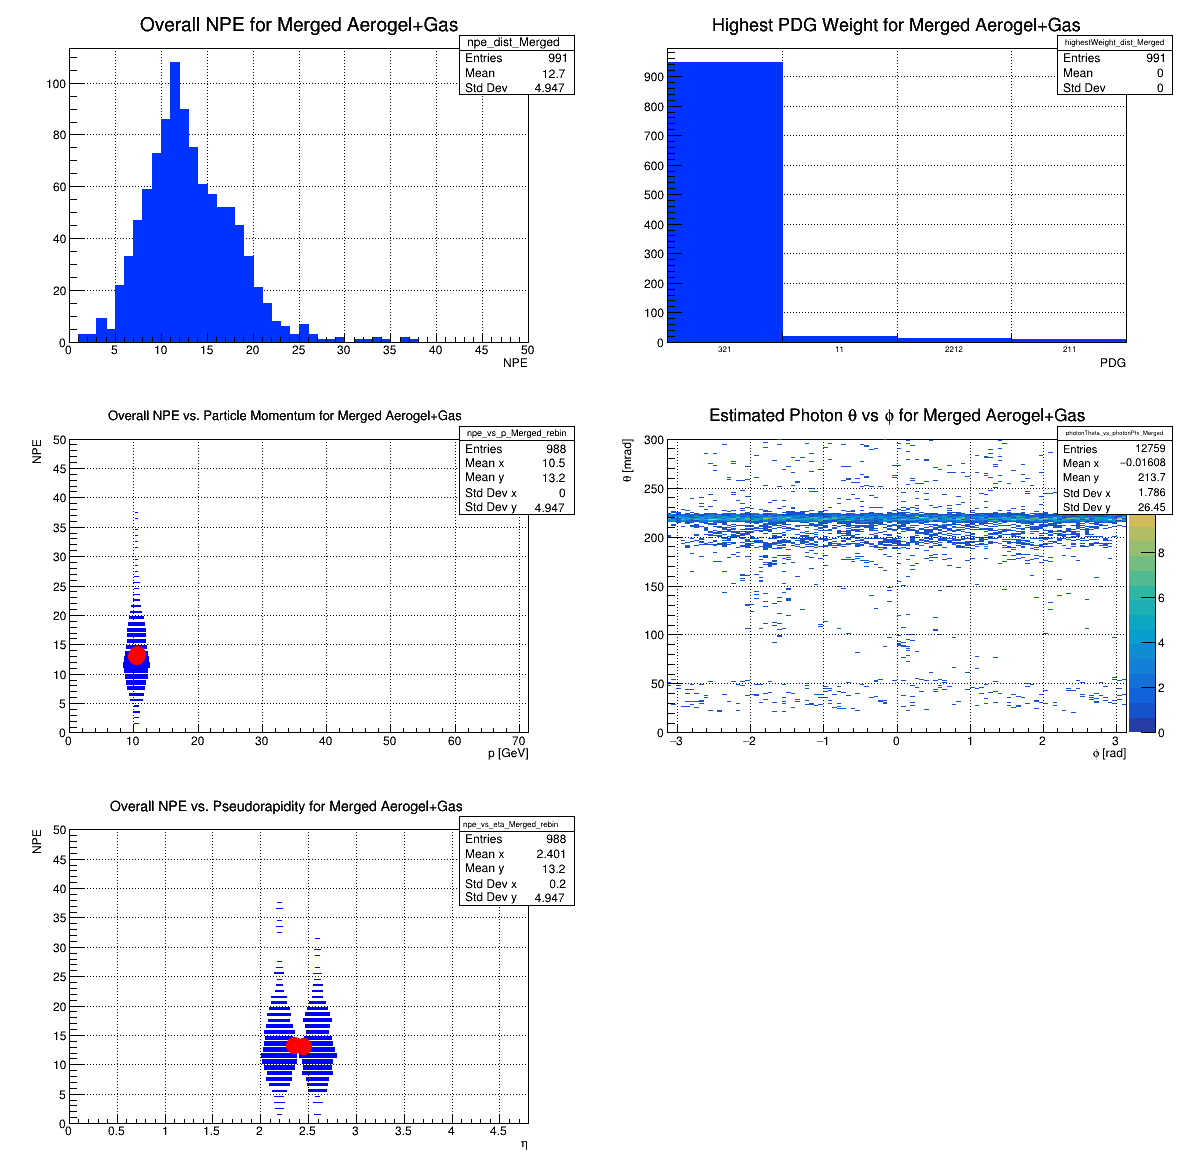 Overall NPE for Merged Aerogel+Gas
npe_dist_Merged
Entries 991
Mean 12.7
Std Dev 4.947
100
80
60
40
20
0
0 5 10 15 20 25 30 35 40 45 50
NPE
Highest PDG Weight for Merged Aerogel+Gas
highestWeight_dist_Merged
Entries 991
Mean 0
Std Dev 0
900
800
700
600
500
400
300
200
100
0
321 11 2212 211
PDG
Overall NPE vs. Particle Momentum for Merged Aerogel+Gas
npe_vs_p_Merged_rebin
Entries 988
Mean x 10.5
Mean y 13.2
Std Dev x 0
Std Dev y 4.947
NPE
50
45
40
35
30
25
20
15
10
5
0
0 10 20 30 40 50 60 70
p [GeV]
Estimated Photon θ vs ϕ for Merged Aerogel+Gas
photonTheta_vs_photonPhi_Merged
Entries 12759
Mean x −0.01608
Mean y 213.7
Std Dev x 1.786
Std Dev y 26.45
θ [mrad]
300
250
200
150
100
50
0
−3 −2 −1 0 1 2 3
ϕ [rad]
8
6
4
2
0
Overall NPE vs. Pseudorapidity for Merged Aerogel+Gas
npe_vs_eta_Merged_rebin
Entries 988
Mean x 2.401
Mean y 13.2
Std Dev x 0.2
Std Dev y 4.947
NPE
50
45
40
35
30
25
20
15
10
5
0
0 0.5 1 1.5 2 2.5 3 3.5 4 4.5
η